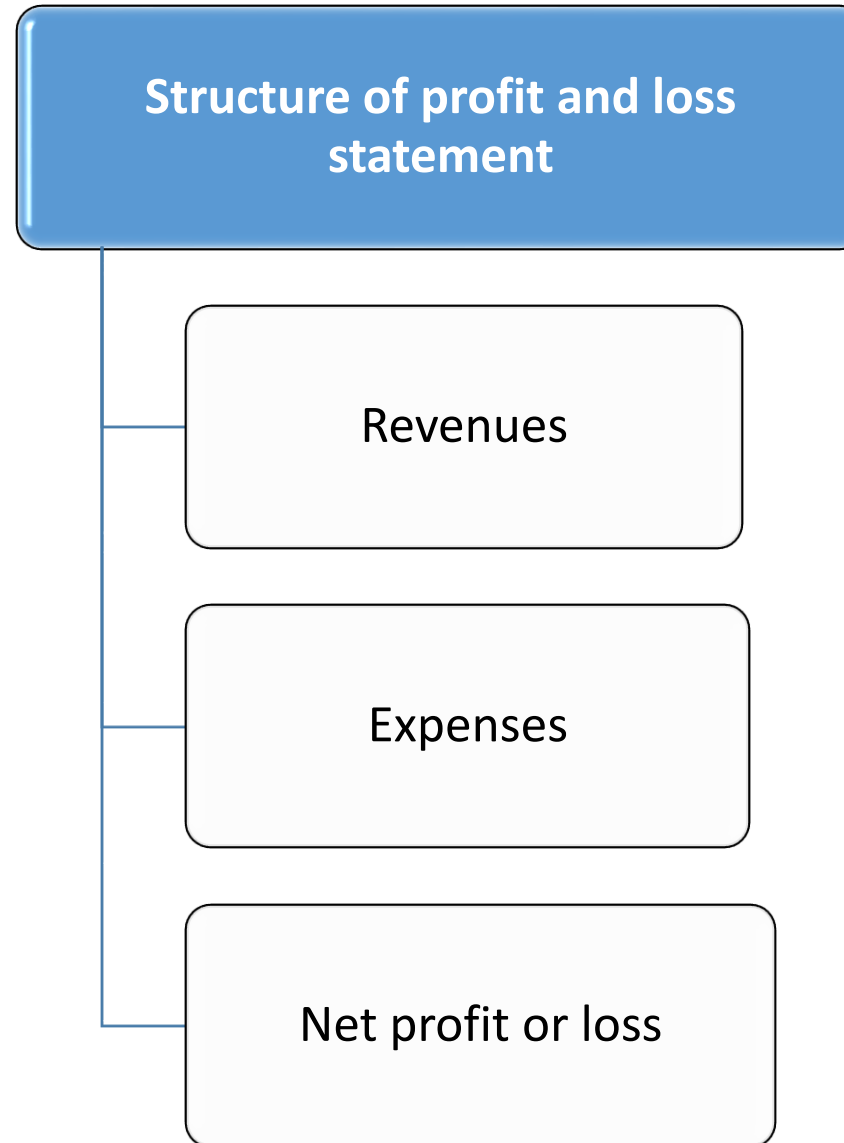 Structure of profit and loss
statement
Revenues
Expenses
Net profit or loss